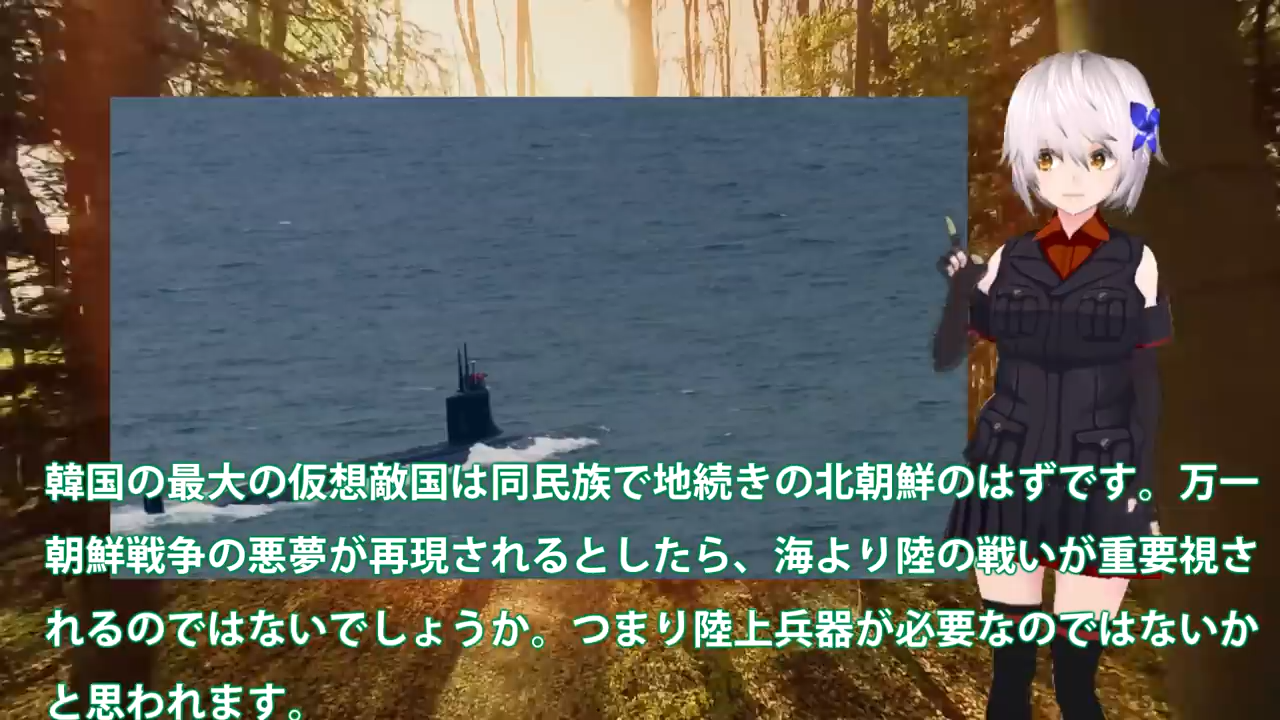 韓国の最大の仮想敵国は同民族で地続きの北朝鮮のはずです。万一
朝鮮戦争の悪夢が再現されるとしたら、海より陸の戦いが重要視さ
れるのではないでしょうか。つまり陸上兵器が必要なのではないか
と思われます。